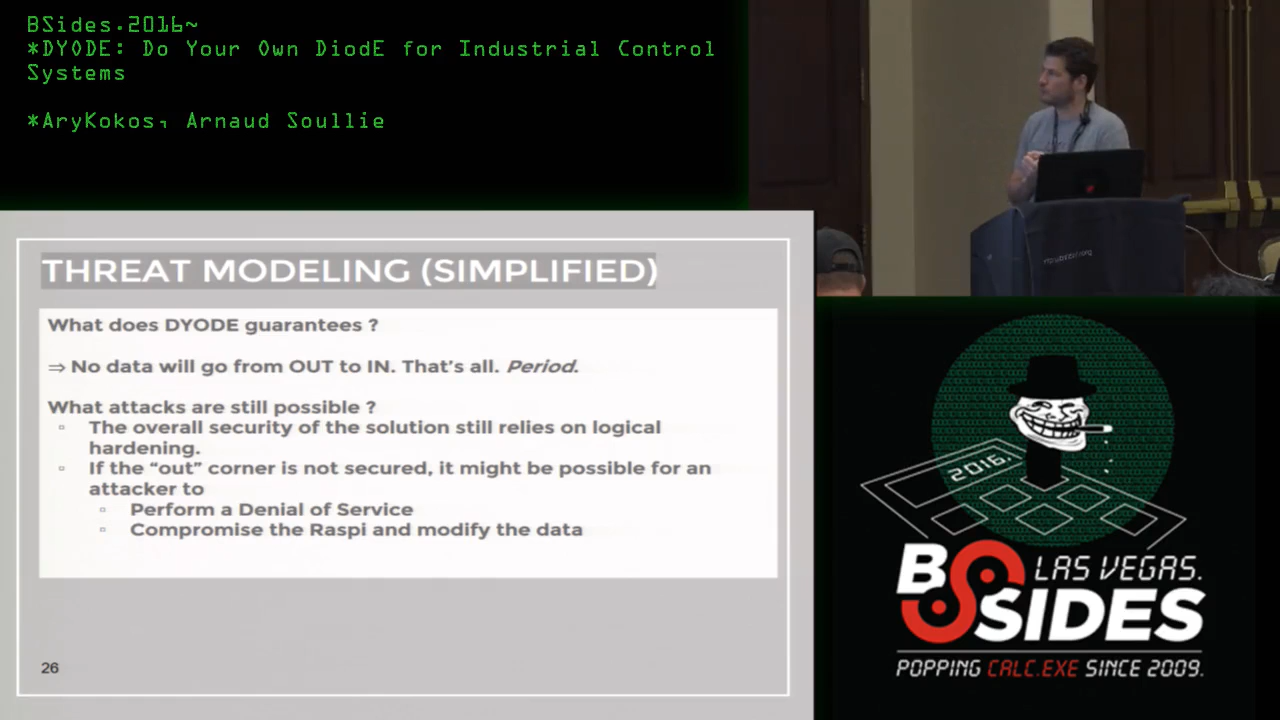 BSides.2016~
*DYODE: Do Your Own DiodE for Industrial Control
Systems
*AryKokos, Arnaud Soullie
THREAT MODELING (SIMPLIFIED)
What does DYODE guarantees ?
⇒ No data will go from OUT to IN. That's all. Period.
What attacks are still possible ?
▫ The overall security of the solution still relies on logical
hardening.
▫ If the "out" corner is not secured, it might be possible for an
attacker to
▫ Perform a Denial of Service
▫ Compromise the Raspi and modify the data
26
2016.
BSIDES
LAS VEGAS.
POPPING CALC.EXE SINCE 2009.